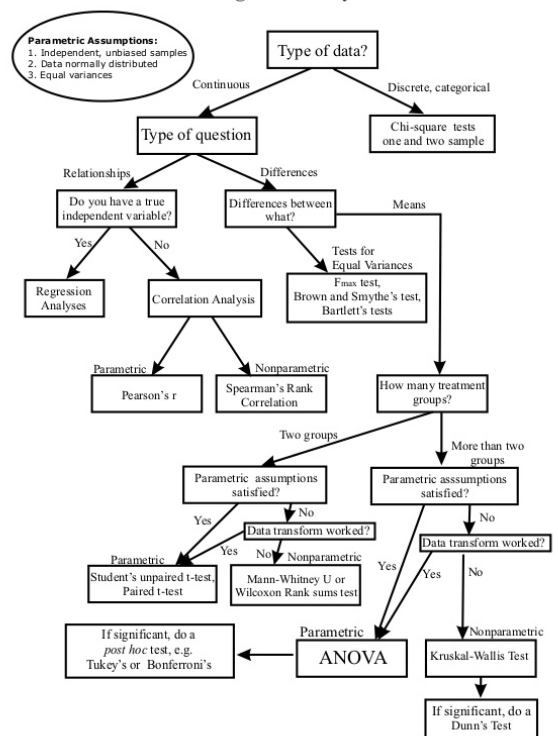 Parametric Assumptions:
1. Independent, unbiased samples
2. Data normally distributed
3. Equal variances
Type of data?
Continuous
Discrete, categorical
Type of question
Chi-square tests
one and two sample
Relationships
Differences
Do you have a true
independent variable?
Differences between
what?
Means
Yes
No
Tests for
Equal Variances
Regression
Analyses
Correlation Analysis
Fmax test,
Brown and Smythe's test,
Bartlett's tests
Parametric
Nonparametric
Pearson's r
Spearman's Rank
Correlation
How many treatment
groups?
Two groups
More than two
groups
Parametric assumptions
satisfied?
Parametric asssumptions
satisfied?
Yes
No
No
Data transform worked?
Data transform worked?
Parametric
Yes
No
Nonparametric
Yes
Yes
No
Student's unpaired t-test,
Paired t-test
Mann-Whitney U or
Wilcoxon Rank sums test
If significant, do a
post hoc test, e.g.
Tukey's or Bonferroni's
Parametric
ANOVA
Nonparametric
Kruskal-Wallis Test
If significant, do a
Dunn's Test